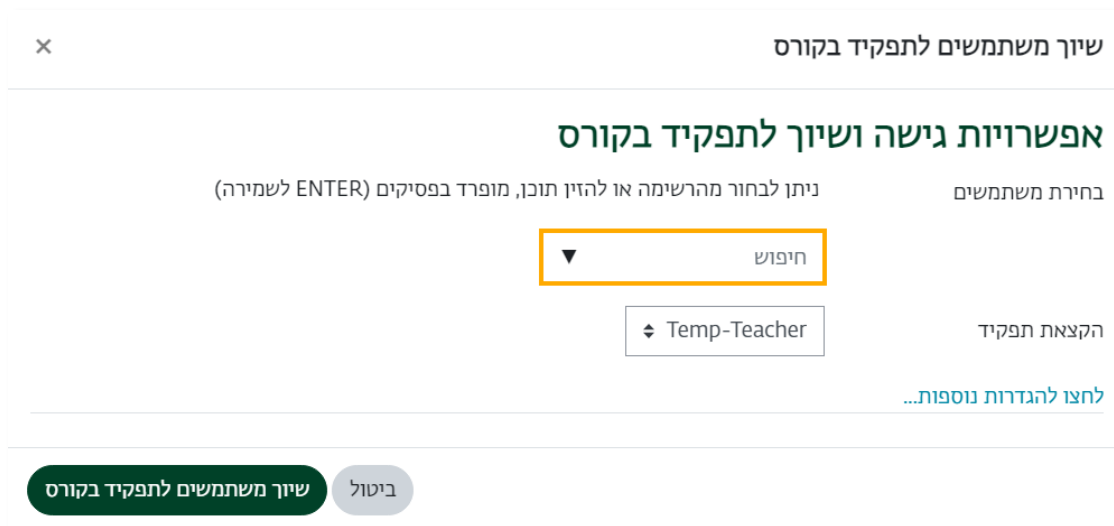 שיוך משתמשים לתפקיד בקורס
אפשרויות גישה ושיוך לתפקיד בקורס
בחירת משתמשים
ניתן לבחור מהרשימה או להזין תוכן, מופרד בפסיקים (ENTER לשמירה)
חיפוש
הקצאת תפקיד
Temp-Teacher
לחצו להגדרות נוספות...
ביטול
שיוך משתמשים לתפקיד בקורס